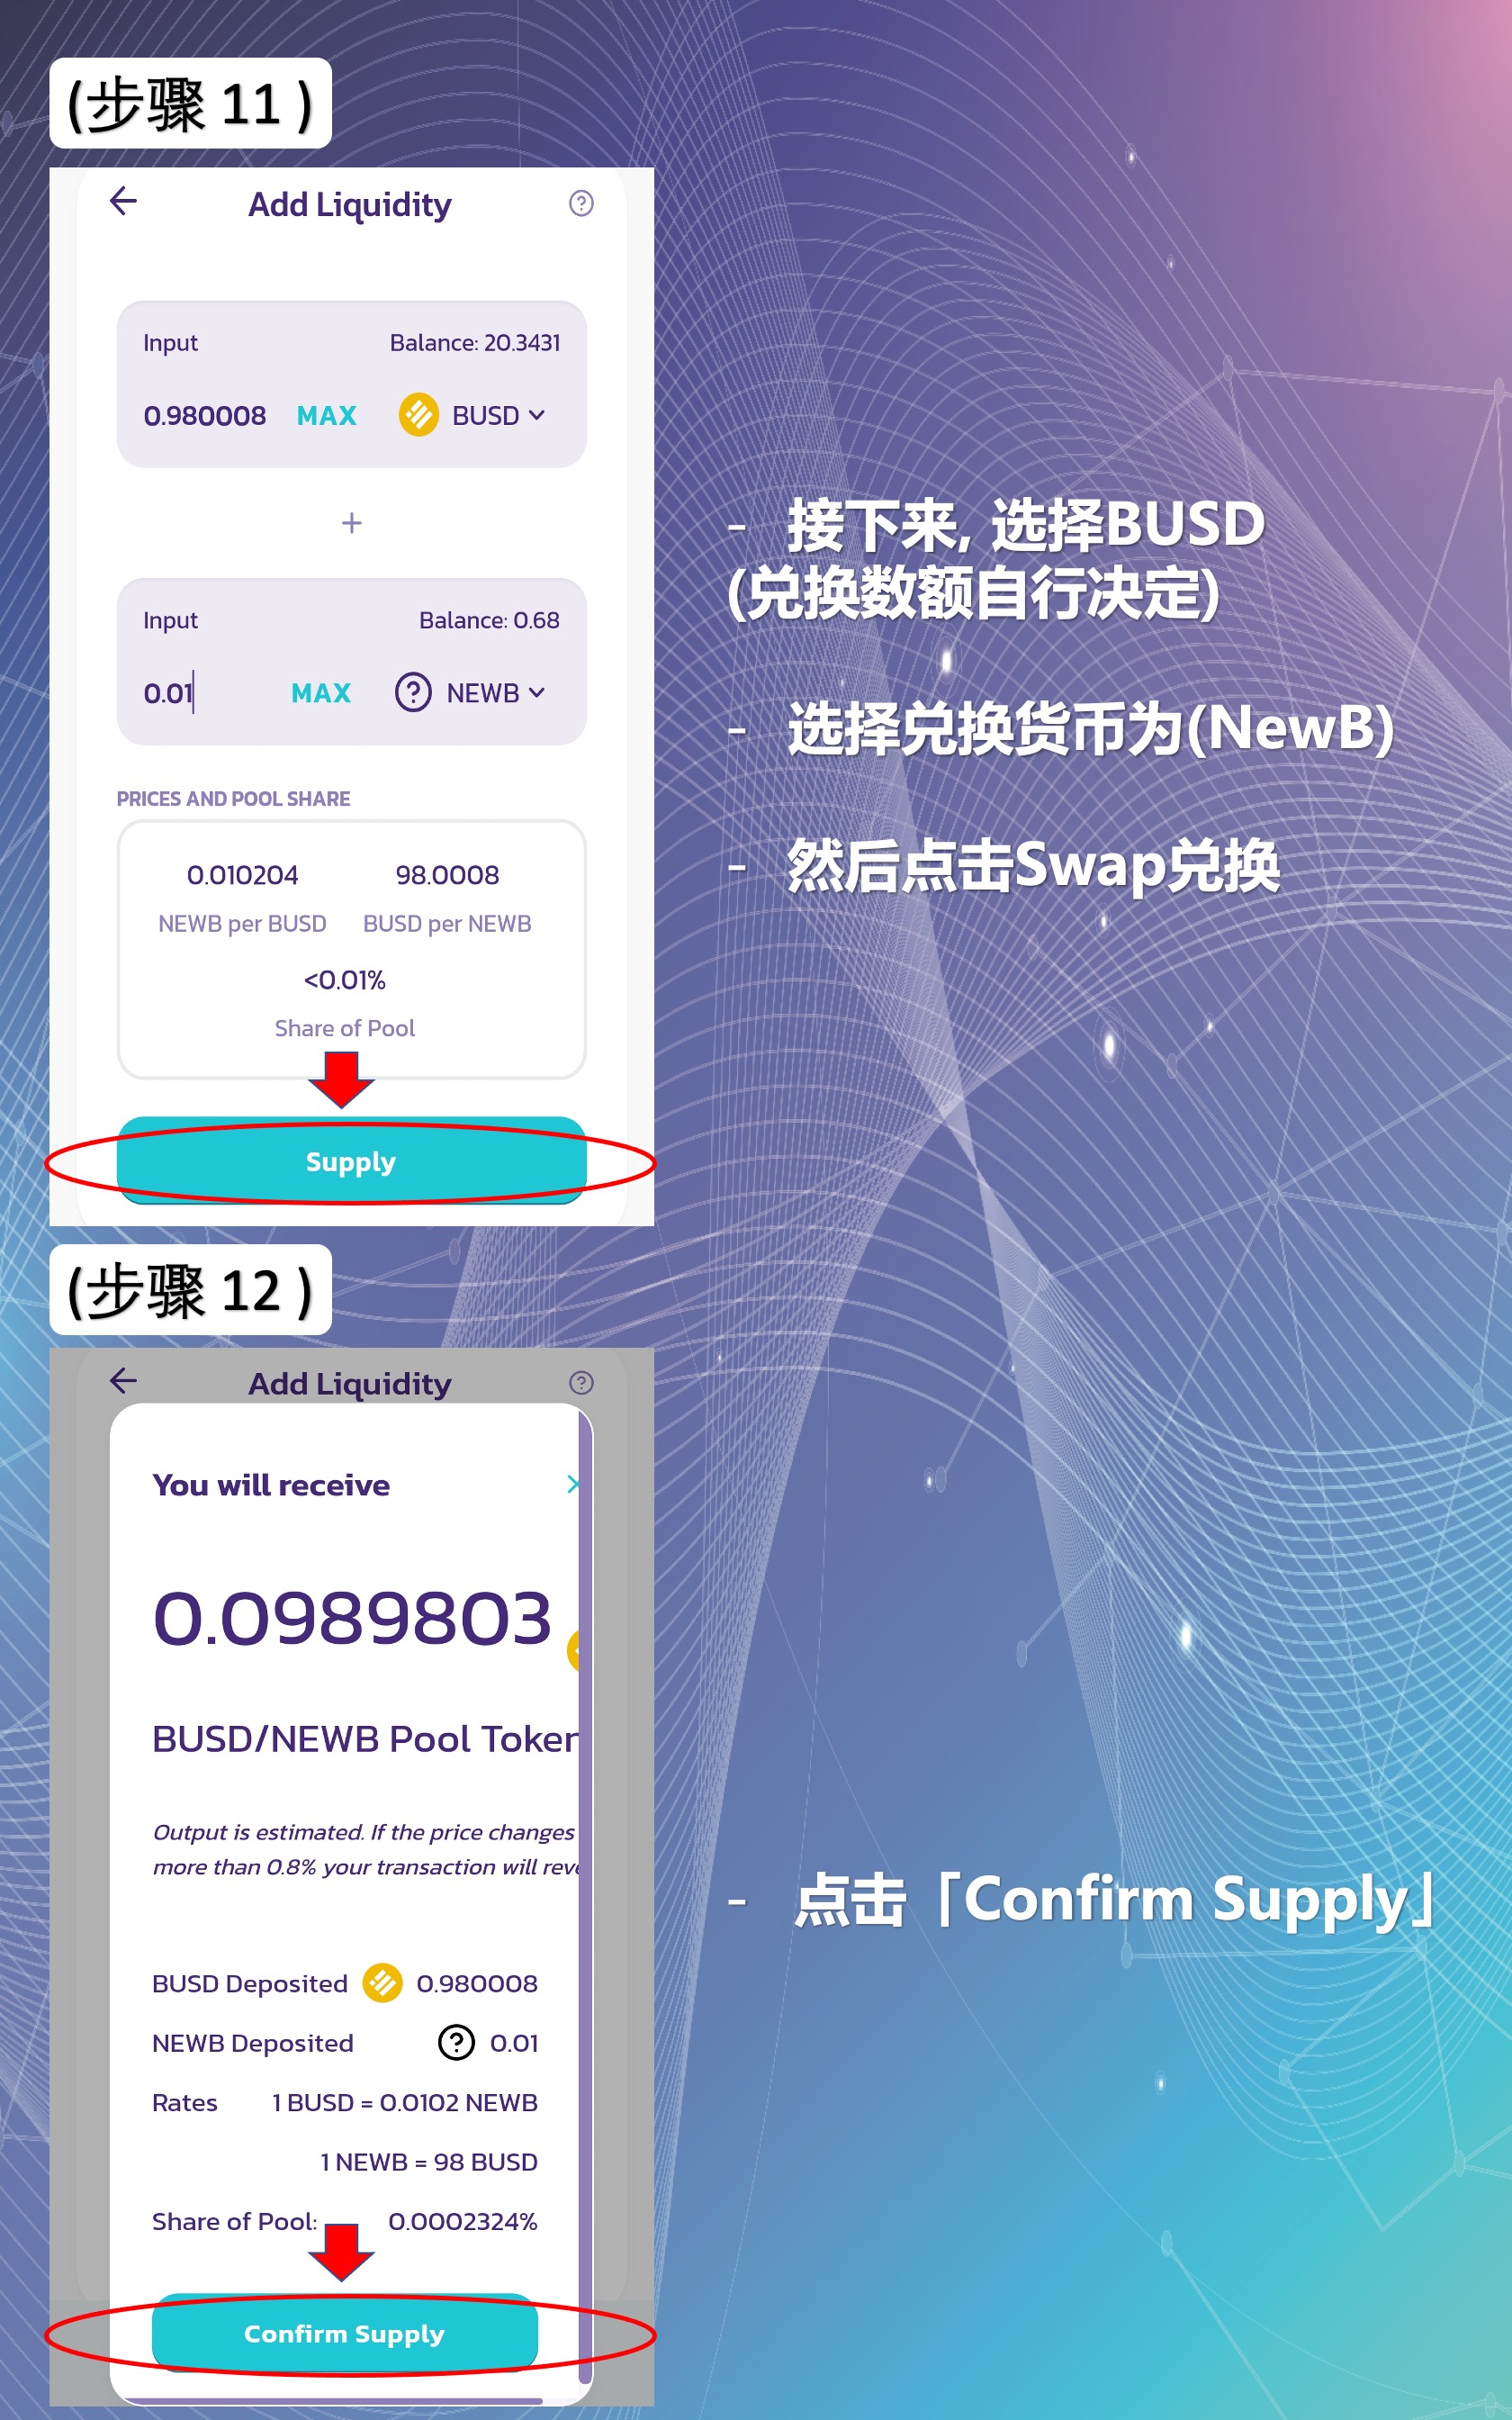 (步骤 11 )
Add Liquidity
Input Balance: 20.3431
0.980008 MAX BUSD
+
Input Balance: 0.68
0.01 MAX NEWB
PRICES AND POOL SHARE
0.010204 98.0008
NEWB per BUSD BUSD per NEWB
<0.01%
Share of Pool
Supply
- 接下来, 选择BUSD
(兑换数额自行决定)
- 选择兑换货币为(NewB)
- 然后点击Swap兑换
(步骤 12 )
Add Liquidity
You will receive
0.0989803
BUSD/NEWB Pool Token
Output is estimated. If the price changes
more than 0.8% your transaction will reve
BUSD Deposited 0.980008
NEWB Deposited 0.01
Rates 1 BUSD = 0.0102 NEWB
1 NEWB = 98 BUSD
Share of Pool: 0.0002324%
Confirm Supply
- 点击「Confirm Supply」